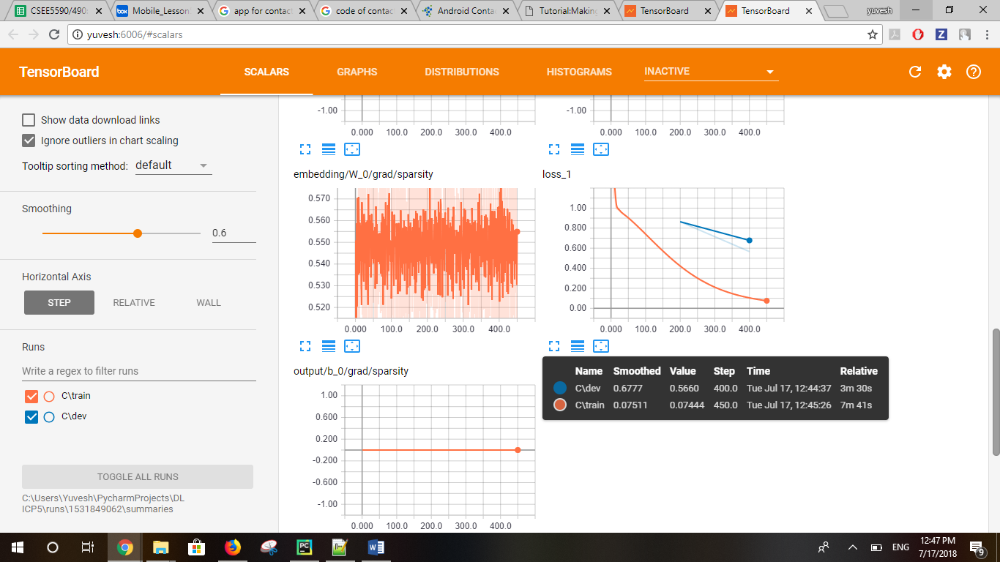 CSEE5590/490
Mobile_Lesson
app for contact
code of contac
Android Conta
Tutorial:Making
TensorBoard
TensorBoard
yuvesh
yuvesh:6006/#scalars
TensorBoard
SCALARS
GRAPHS
DISTRIBUTIONS
HISTOGRAMS
INACTIVE
Show data download links
Ignore outliers in chart scaling
Tooltip sorting method: default
Smoothing
0.6
Horizontal Axis
STEP RELATIVE WALL
Runs
Write a regex to filter runs
C\train
C\dev
TOGGLE ALL RUNS
C:\Users\Yuvesh\PycharmProjects\DL
ICP5\runs\1531849062\summaries
-1.00
0.000 100.0 200.0 300.0 400.0
-1.00
0.000 100.0 200.0 300.0 400.0
embedding/W_0/grad/sparsity
0.570
0.560
0.550
0.540
0.530
0.520
0.000 100.0 200.0 300.0 400.0
loss_1
1.00
0.800
0.600
0.400
0.200
0.00
0.000 100.0 200.0 300.0 400.0
Name Smoothed Value Step Time Relative
C\dev 0.6777 0.5660 400.0 Tue Jul 17, 12:44:37 3m 30s
C\train 0.07511 0.07444 450.0 Tue Jul 17, 12:45:26 7m 41s
output/b_0/grad/sparsity
1.00
0.600
0.200
-0.200
-0.600
-1.00
0.000 100.0 200.0 300.0 400.0
ENG
12:47 PM
7/17/2018
9